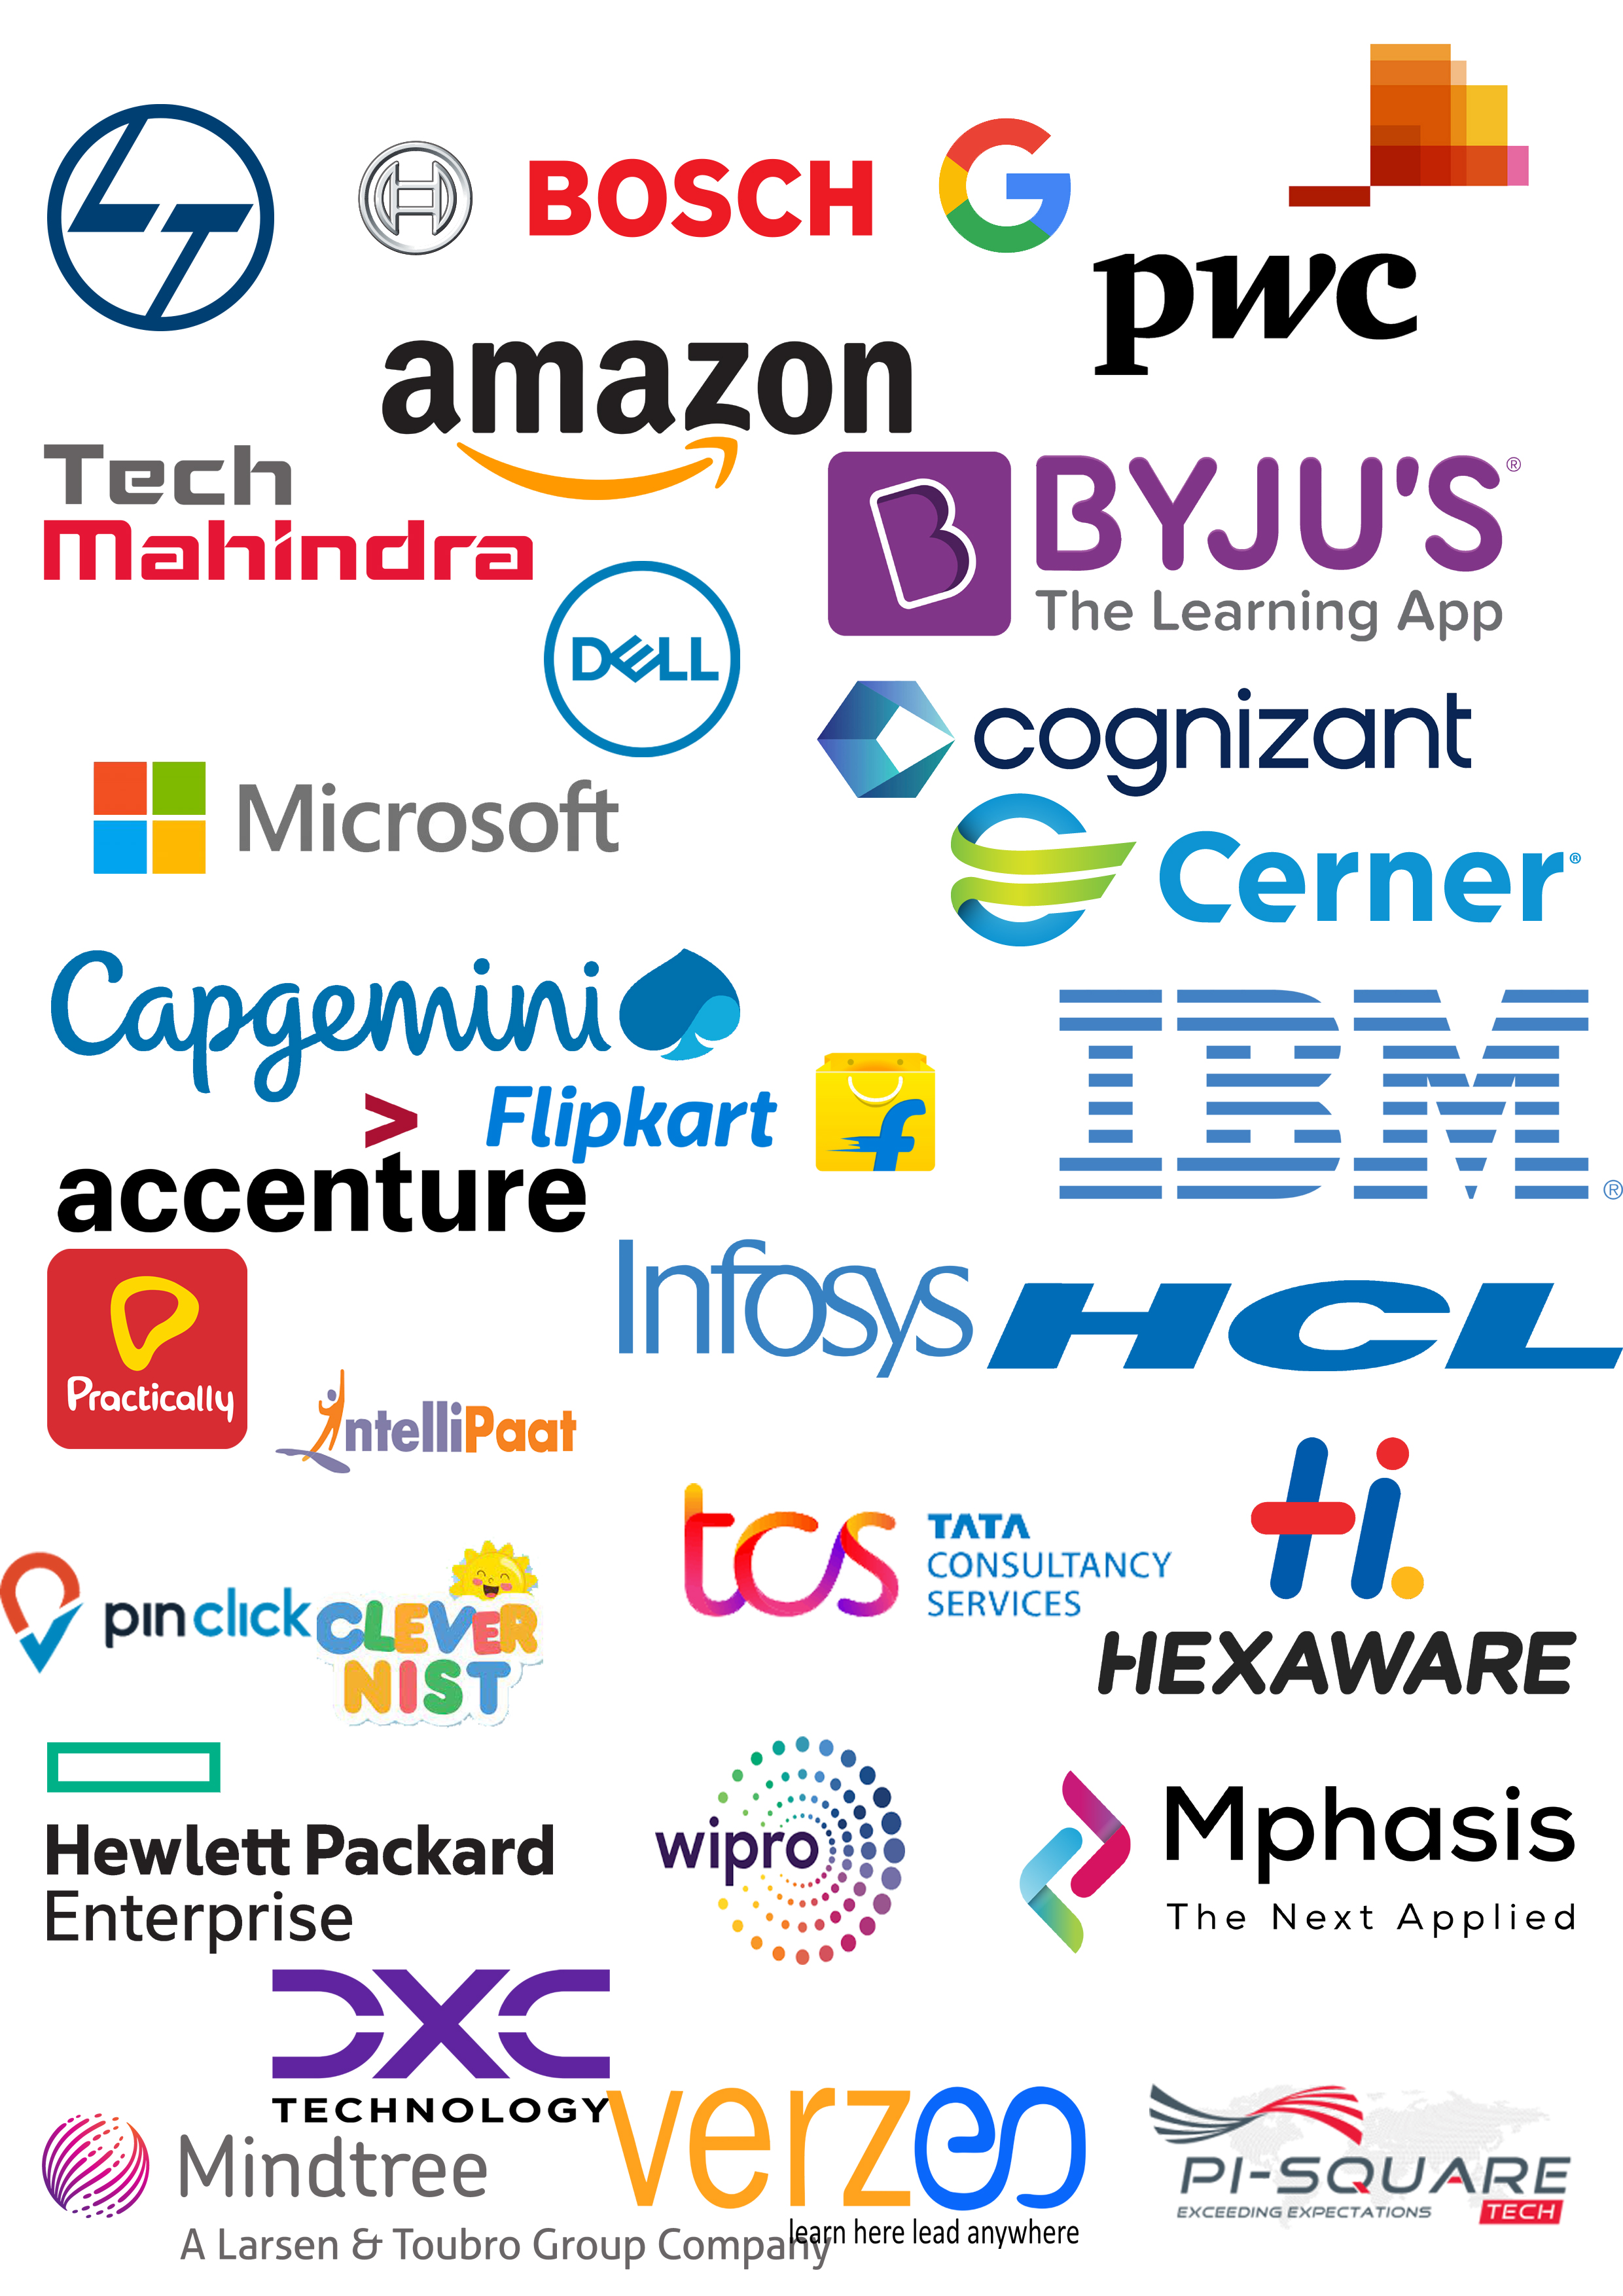 LT
BOSCH
G
pwc
amazon
Tech
Mahindra
BYJU'S®
The Learning App
DELL
cognizant
Microsoft
Cerner®
Capgemini
IBM®
Flipkart
f
>
accenture
Practically
Infosys
HCL
IntelliPaat
tcs
TATA
CONSULTANCY
SERVICES
Hi.
HEXAWARE
pinclick
CLEVER
NIST
Hewlett Packard
Enterprise
wipro
Mphasis
The Next Applied
DXC
TECHNOLOGY
verzeo
learn here lead anywhere
Mindtree
A Larsen & Toubro Group Company
PI-SQUARE
EXCEEDING EXPECTATIONS TECH